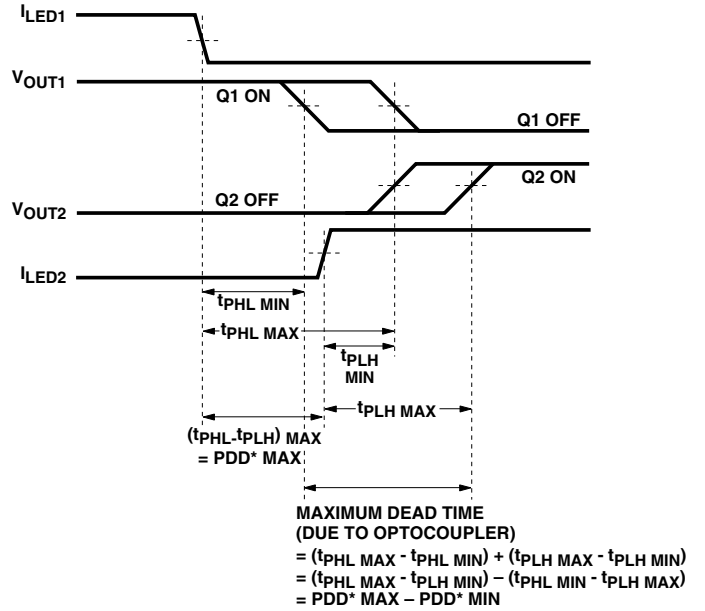 ILED1
VOUT1
Q1 ON
Q1 OFF
Q2 ON
Q2 OFF
VOUT2
ILED2
tPHL MIN
tPHL MAX
tPLH
MIN
tPLH MAX
(tPHL-tPLH) MAX
= PDD* MAX
MAXIMUM DEAD TIME
(DUE TO OPTOCOUPLER)
= (tPHL MAX - tPHL MIN) + (tPLH MAX - tPLH MIN)
= (tPHL MAX - tPLH MIN) – (tPHL MIN - tPLH MAX)
= PDD* MAX – PDD* MIN